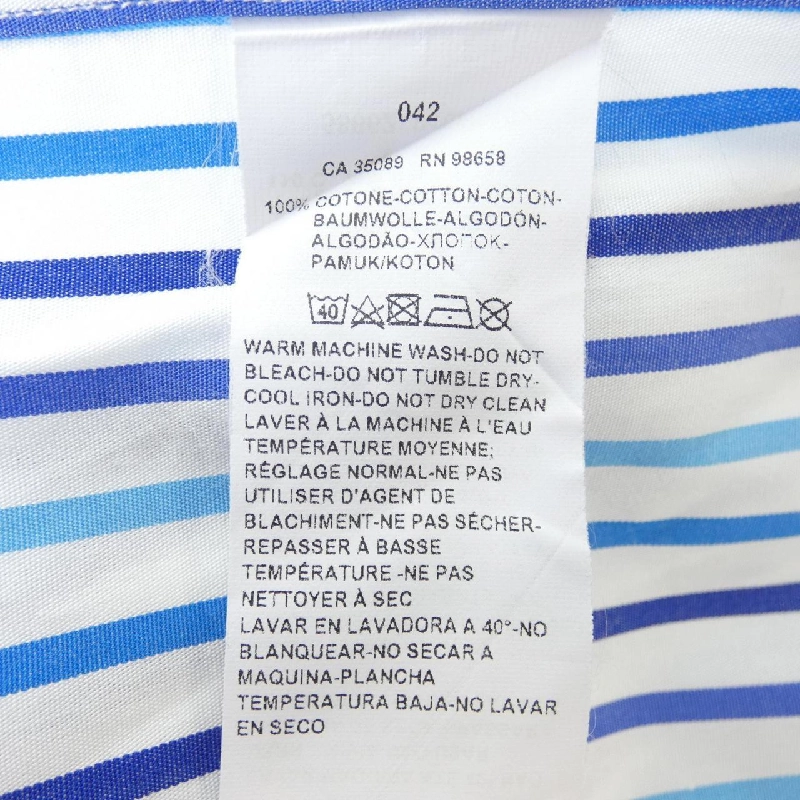 042
CA 35089 RN 98658
100% COTONE-COTTON-COTON-
BAUMWOLLE-ALGODÓN-
ALGODÃO-ХЛОПОК-
PAMUK/KOTON
40
WARM MACHINE WASH-DO NOT
BLEACH-DO NOT TUMBLE DRY-
COOL IRON-DO NOT DRY CLEAN
LAVER À LA MACHINE À L'EAU
TEMPÉRATURE MOYENNE;
RÉGLAGE NORMAL-NE PAS
UTILISER D'AGENT DE
BLACHIMENT-NE PAS SÉCHER-
REPASSER À BASSE
TEMPÉRATURE -NE PAS
NETTOYER À SEC
LAVAR EN LAVADORA A 40°-NO
BLANQUEAR-NO SECAR A
MAQUINA-PLANCHA
TEMPERATURA BAJA-NO LAVAR
EN SECO